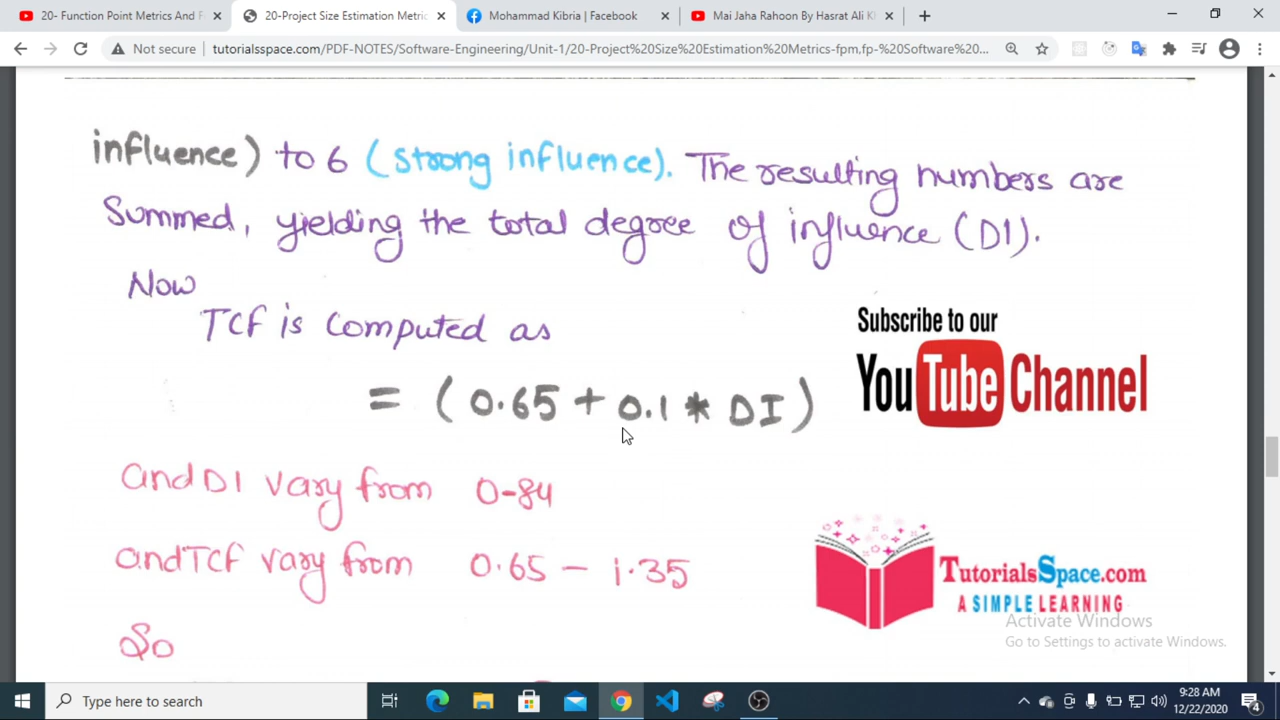 20- Function Point Metrics And F
20-Project Size Estimation Metric
Mohammad Kibria | Facebook
Mai Jaha Rahoon By Hasrat Ali K
Not secure | tutorialsspace.com/PDF-NOTES/Software-Engineering/Unit-1/20-Project%20Size%20Estimation%20Metrics-fpm,fp-%20Software%20...
influence) to 6 (strong influence). The resulting numbers are
Summed, yielding the total degree of influence (DI).
Now
TCF is computed as
= (0.65 + 0.1 * DI)
Subscribe to our
YouTube Channel
and DI vary from 0-84
and TCF vary from 0.65 - 1.35
TutorialsSpace.com
A SIMPLE LEARNING
Activate Windows
Go to Settings to activate Windows.
So
Type here to search
9:28 AM
12/22/2020
4